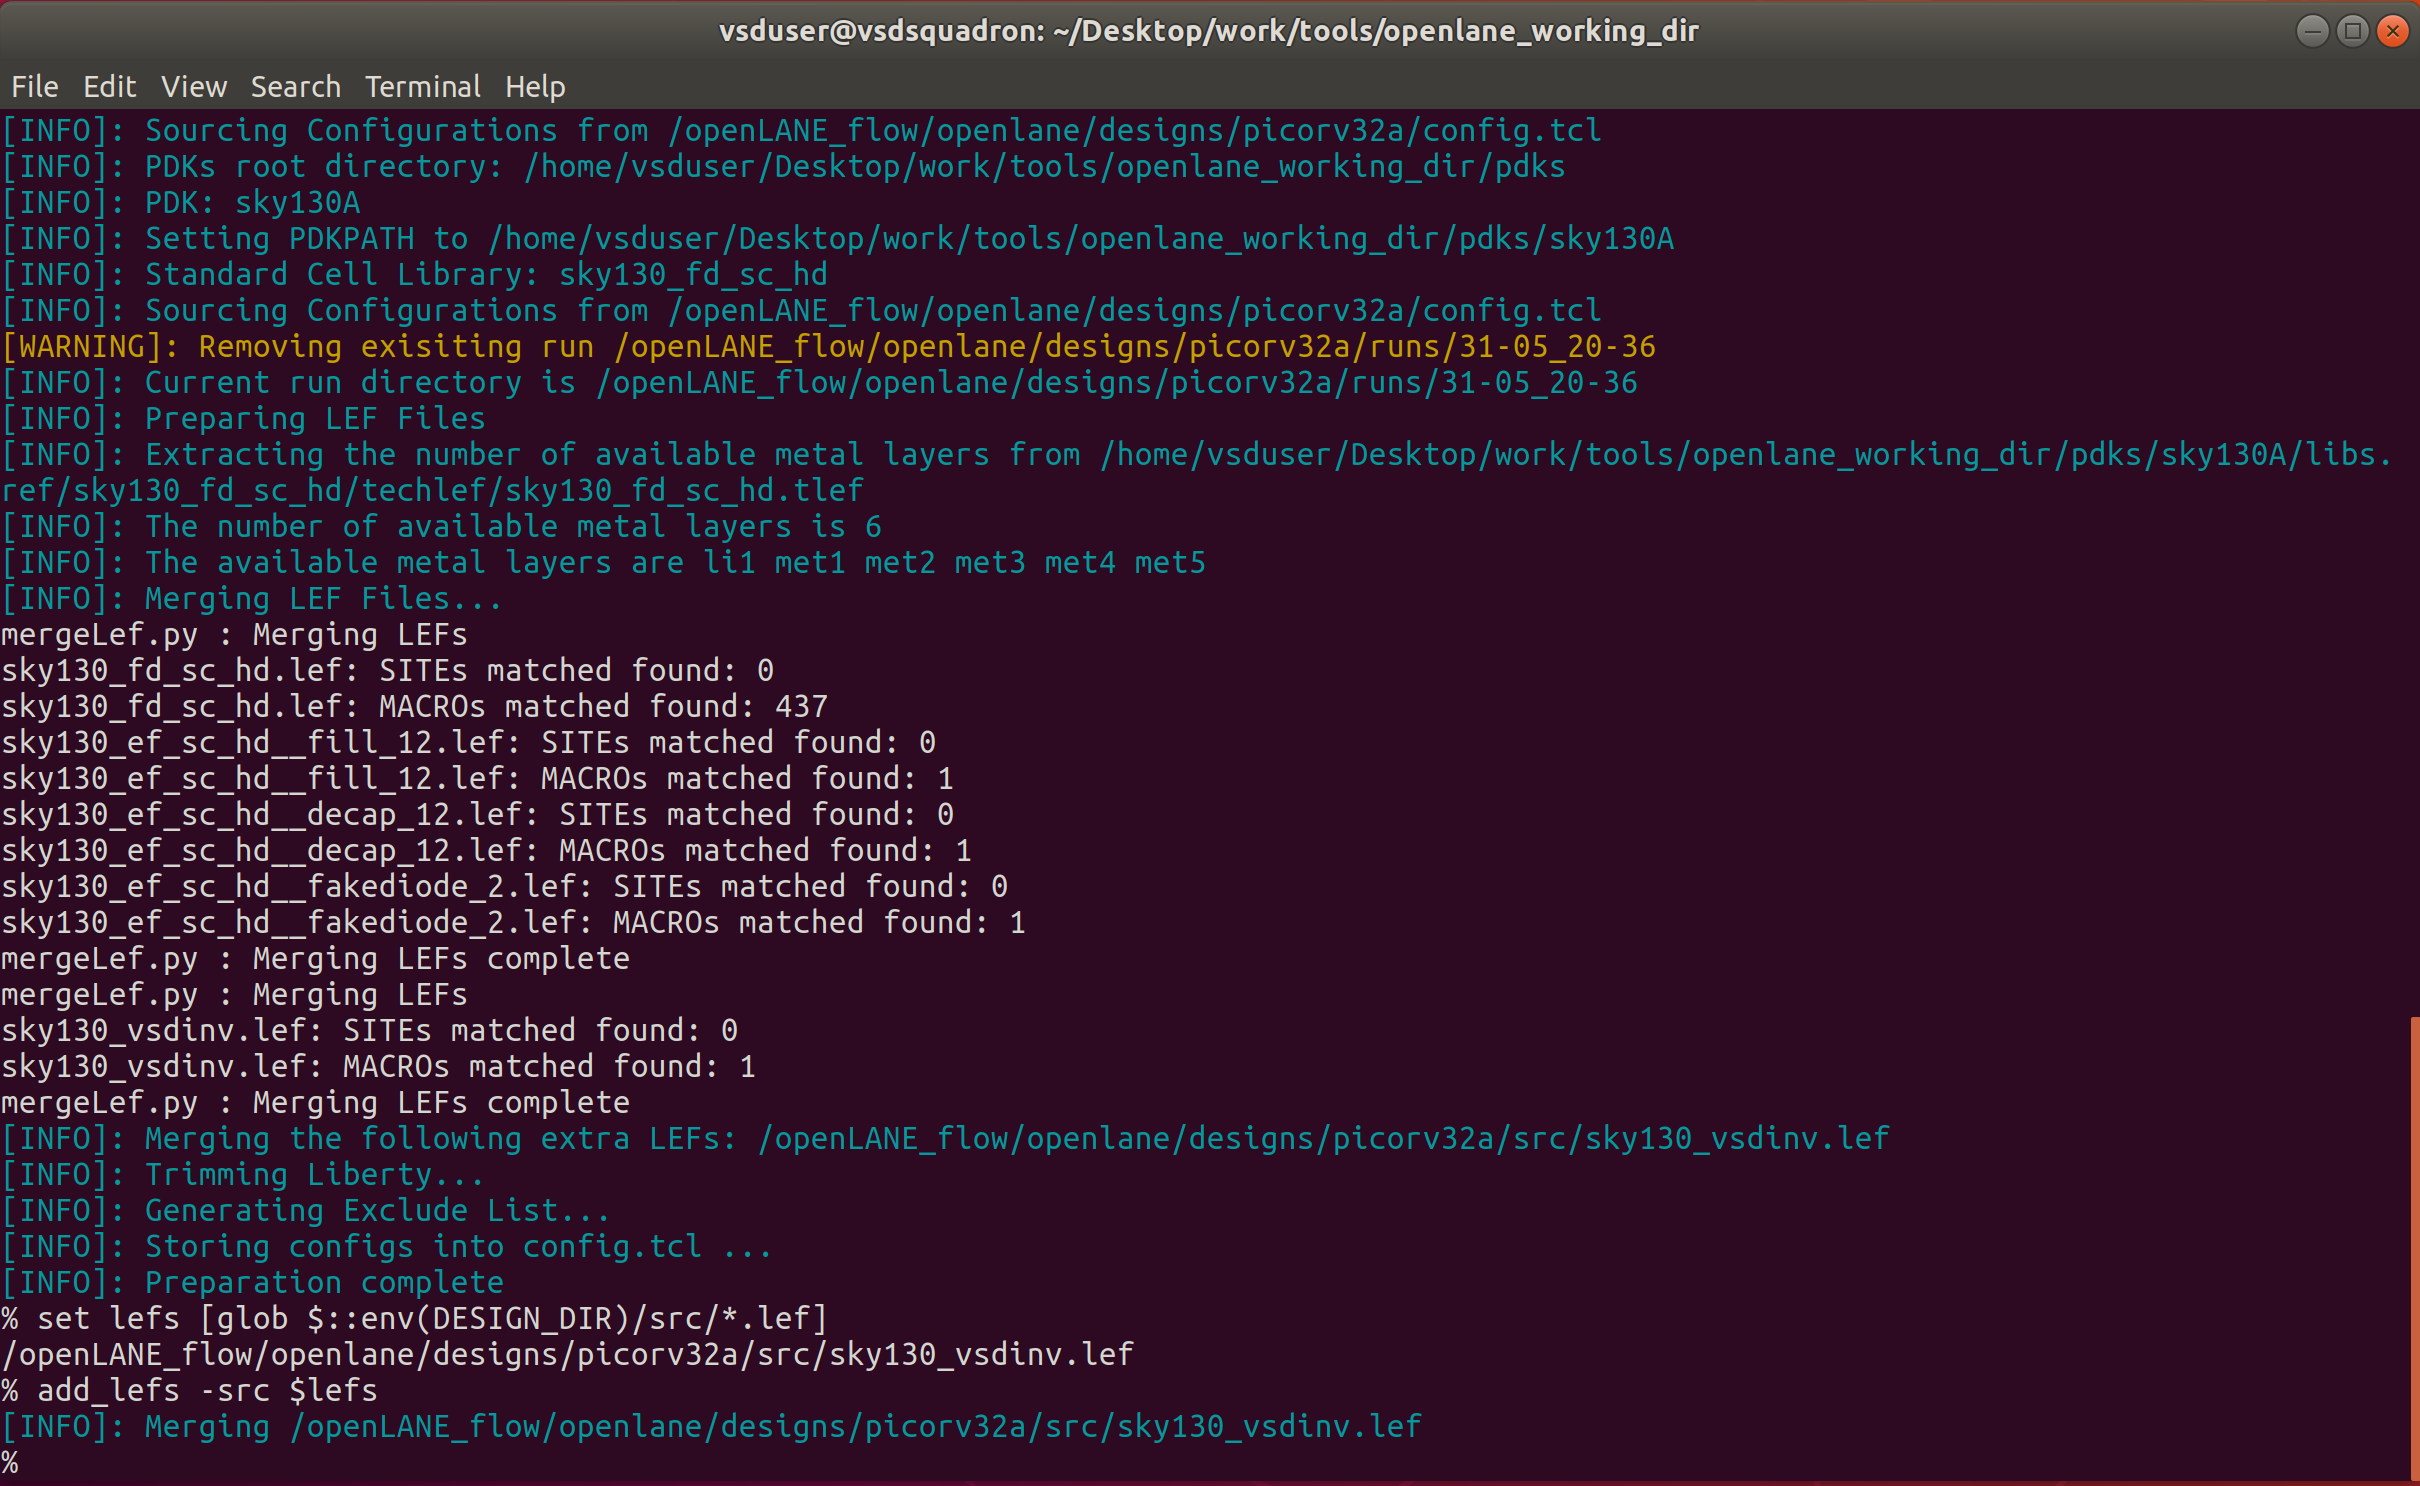 vsduser@vsdsquadron: ~/Desktop/work/tools/openlane_working_dir
File Edit View Search Terminal Help
[INFO]: Sourcing Configurations from /openLANE_flow/openlane/designs/picorv32a/config.tcl
[INFO]: PDKs root directory: /home/vsduser/Desktop/work/tools/openlane_working_dir/pdks
[INFO]: PDK: sky130A
[INFO]: Setting PDKPATH to /home/vsduser/Desktop/work/tools/openlane_working_dir/pdks/sky130A
[INFO]: Standard Cell Library: sky130_fd_sc_hd
[INFO]: Sourcing Configurations from /openLANE_flow/openlane/designs/picorv32a/config.tcl
[WARNING]: Removing exisiting run /openLANE_flow/openlane/designs/picorv32a/runs/31-05_20-36
[INFO]: Current run directory is /openLANE_flow/openlane/designs/picorv32a/runs/31-05_20-36
[INFO]: Preparing LEF Files
[INFO]: Extracting the number of available metal layers from /home/vsduser/Desktop/work/tools/openlane_working_dir/pdks/sky130A/libs.
ref/sky130_fd_sc_hd/techlef/sky130_fd_sc_hd.tlef
[INFO]: The number of available metal layers is 6
[INFO]: The available metal layers are li1 met1 met2 met3 met4 met5
[INFO]: Merging LEF Files...
mergeLef.py : Merging LEFs
sky130_fd_sc_hd.lef: SITEs matched found: 0
sky130_fd_sc_hd.lef: MACROs matched found: 437
sky130_ef_sc_hd__fill_12.lef: SITEs matched found: 0
sky130_ef_sc_hd__fill_12.lef: MACROs matched found: 1
sky130_ef_sc_hd__decap_12.lef: SITEs matched found: 0
sky130_ef_sc_hd__decap_12.lef: MACROs matched found: 1
sky130_ef_sc_hd__fakediode_2.lef: SITEs matched found: 0
sky130_ef_sc_hd__fakediode_2.lef: MACROs matched found: 1
mergeLef.py : Merging LEFs complete
mergeLef.py : Merging LEFs
sky130_vsdinv.lef: SITEs matched found: 0
sky130_vsdinv.lef: MACROs matched found: 1
mergeLef.py : Merging LEFs complete
[INFO]: Merging the following extra LEFs: /openLANE_flow/openlane/designs/picorv32a/src/sky130_vsdinv.lef
[INFO]: Trimming Liberty...
[INFO]: Generating Exclude List...
[INFO]: Storing configs into config.tcl ...
[INFO]: Preparation complete
% set lefs [glob $::env(DESIGN_DIR)/src/*.lef]
/openLANE_flow/openlane/designs/picorv32a/src/sky130_vsdinv.lef
% add_lefs -src $lefs
[INFO]: Merging /openLANE_flow/openlane/designs/picorv32a/src/sky130_vsdinv.lef
%